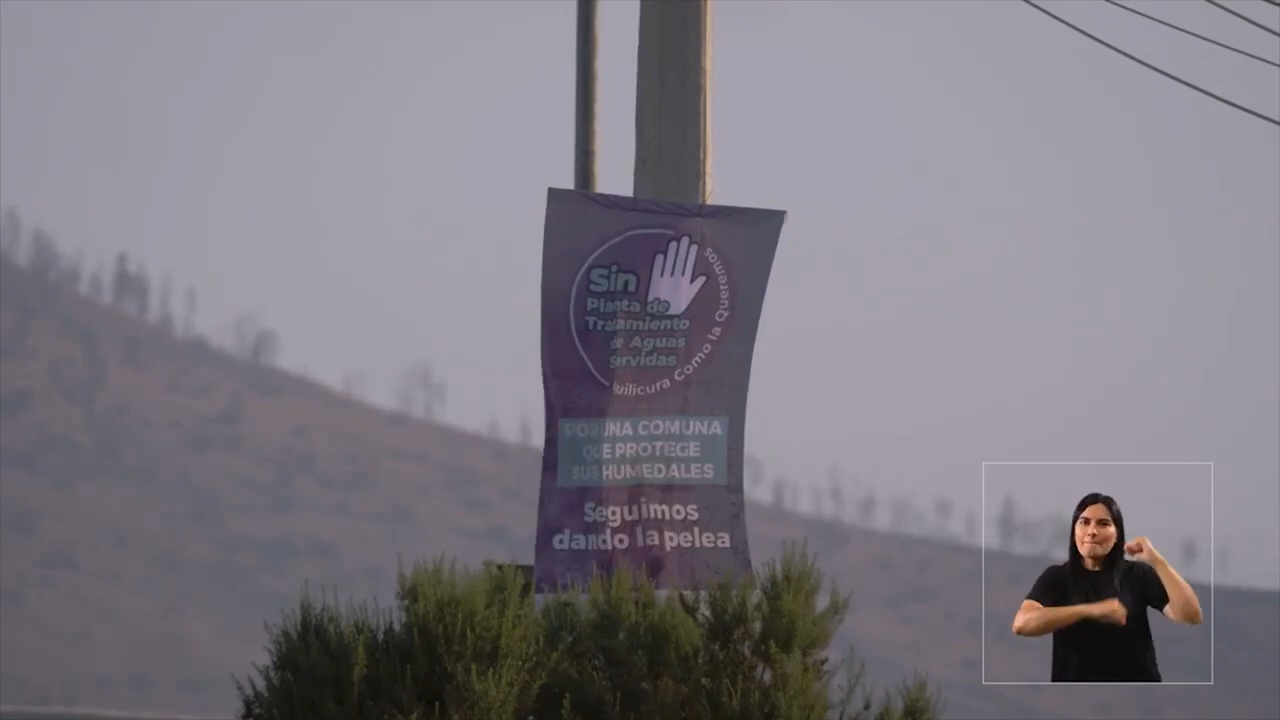 Sin
Planta de
Tratamiento
de Aguas
Servidas
Quilicura Como la Queremos
POR UNA COMUNA
QUE PROTEGE
SUS HUMEDALES
Seguimos
dando la pelea